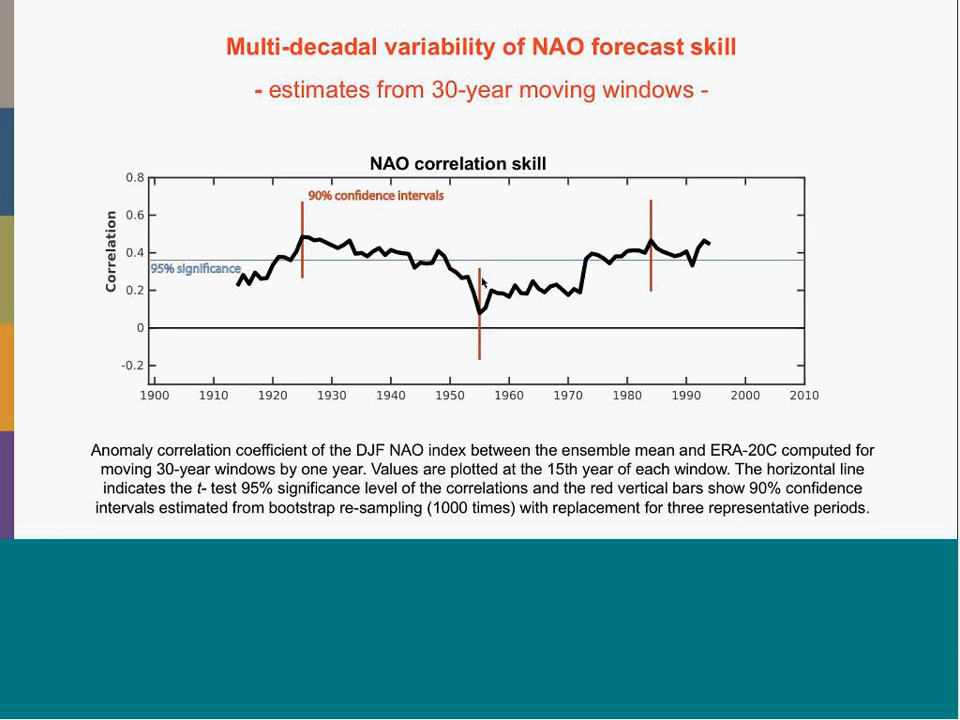 Multi-decadal variability of NAO forecast skill
- estimates from 30-year moving windows -
NAO correlation skill
0.8
0.6
0.4
0.2
0
-0.2
Correlation
90% confidence intervals
95% significance
1900 1910 1920 1930 1940 1950 1960 1970 1980 1990 2000 2010
Anomaly correlation coefficient of the DJF NAO index between the ensemble mean and ERA-20C computed for
moving 30-year windows by one year. Values are plotted at the 15th year of each window. The horizontal line
indicates the t- test 95% significance level of the correlations and the red vertical bars show 90% confidence
intervals estimated from bootstrap re-sampling (1000 times) with replacement for three representative periods.